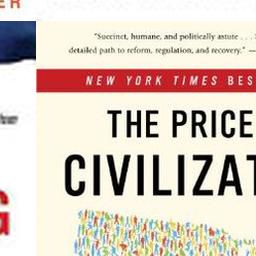 ER
"Succinct, humane, and politically astute . . .
detailed path to reform, regulation, and recovery." —
NEW YORK TIMES BES
THE PRICE
CIVILIZAT
G